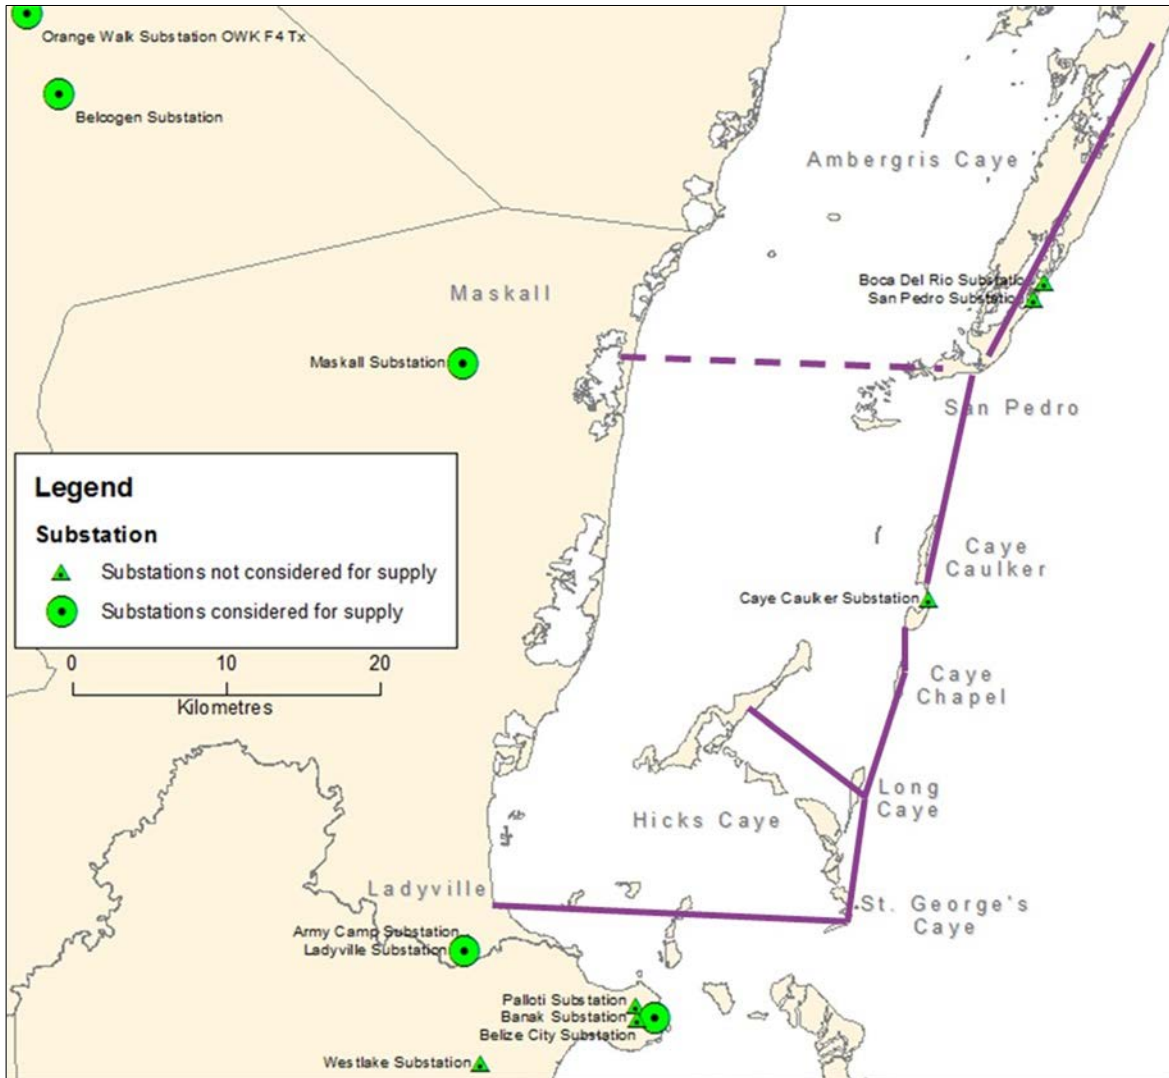 Orange Walk Substation OWK F4 Tx
Belcogen Substation
Ambergris Caye
Boca Del Rio Substatio
San Pedro Substation
Maskall
Maskall Substation
San Pedro
Legend
Substation
Substations not considered for supply
Substations considered for supply
0 10 20
Kilometres
Caye
Caulker
Caye Caulker Substation
Caye
Chapel
Long
Caye
Hicks Caye
Ladyville
St. George's
Caye
Army Camp Substation
Ladyville Substation
Palloti Substation
Banak Substation
Belize City Substation
Westlake Substation